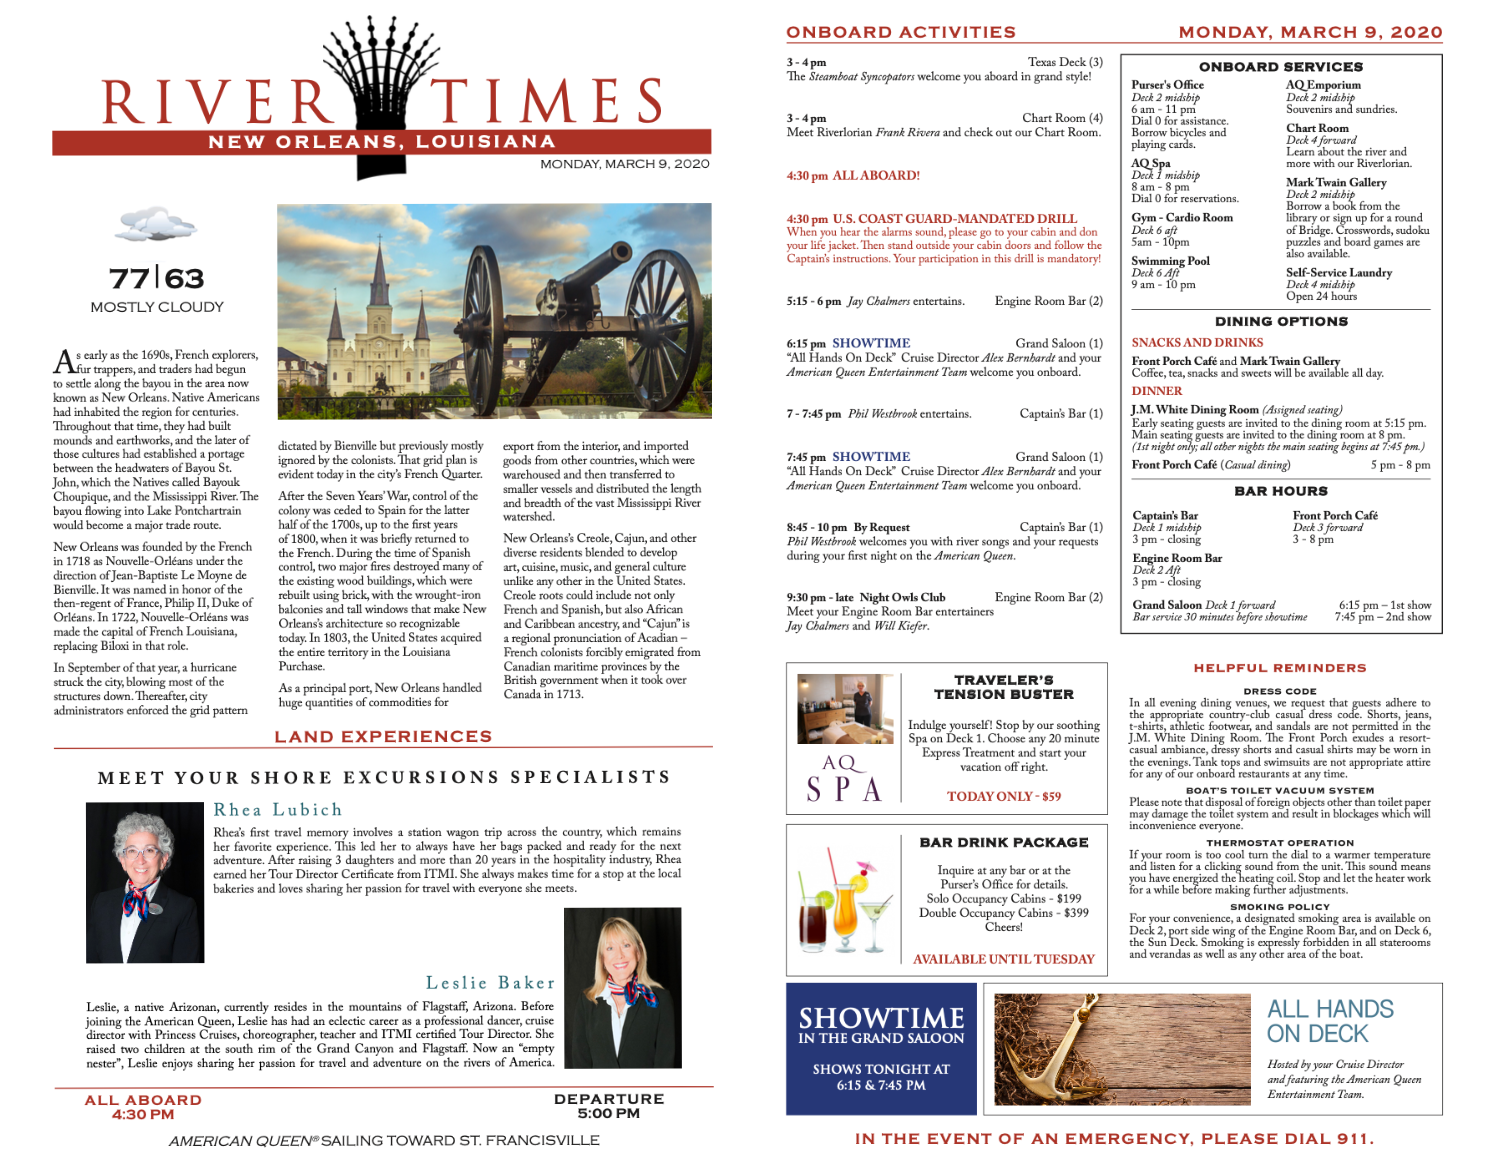 RIVER TIMES
NEW ORLEANS, LOUISIANA
MONDAY, MARCH 9, 2020
77|63
MOSTLY CLOUDY
As early as the 1690s, French explorers,
fur trappers, and traders had begun
to settle along the bayou in the area now
known as New Orleans. Native Americans
had inhabited the region for centuries.
Throughout that time, they had built
mounds and earthworks, and the later of
those cultures had established a portage
between the headwaters of Bayou St.
John, which the Natives called Bayouk
Choupique, and the Mississippi River. The
bayou flowing into Lake Pontchartrain
would become a major trade route.
New Orleans was founded by the French
in 1718 as Nouvelle-Orléans under the
direction of Jean-Baptiste Le Moyne de
Bienville. It was named in honor of the
then-regent of France, Philip II, Duke of
Orléans. In 1722, Nouvelle-Orléans was
made the capital of French Louisiana,
replacing Biloxi in that role.
In September of that year, a hurricane
struck the city, blowing most of the
structures down. Thereafter, city
administrators enforced the grid pattern
dictated by Bienville but previously mostly
ignored by the colonists. That grid plan is
evident today in the city's French Quarter.
After the Seven Years' War, control of the
colony was ceded to Spain for the latter
half of the 1700s, up to the first years
of 1800, when it was briefly returned to
the French. During the time of Spanish
control, two major fires destroyed many of
the existing wood buildings, which were
rebuilt using brick, with the wrought-iron
balconies and tall windows that make New
Orleans's architecture so recognizable
today. In 1803, the United States acquired
the entire territory in the Louisiana
Purchase.
As a principal port, New Orleans handled
huge quantities of commodities for
export from the interior, and imported
goods from other countries, which were
warehoused and then transferred to
smaller vessels and distributed the length
and breadth of the vast Mississippi River
watershed.
New Orleans's Creole, Cajun, and other
diverse residents blended to develop
art, cuisine, music, and general culture
unlike any other in the United States.
Creole roots could include not only
French and Spanish, but also African
and Caribbean ancestry, and "Cajun" is
a regional pronunciation of Acadian –
French colonists forcibly emigrated from
Canadian maritime provinces by the
British government when it took over
Canada in 1713.
LAND EXPERIENCES
MEET YOUR SHORE EXCURSIONS SPECIALISTS
Rhea Lubich
Rhea's first travel memory involves a station wagon trip across the country, which remains
her favorite experience. This led her to always have her bags packed and ready for the next
adventure. After raising 3 daughters and more than 20 years in the hospitality industry, Rhea
earned her Tour Director Certificate from ITMI. She always makes time for a stop at the local
bakeries and loves sharing her passion for travel with everyone she meets.
Leslie Baker
Leslie, a native Arizonan, currently resides in the mountains of Flagstaff, Arizona. Before
joining the American Queen, Leslie has had an eclectic career as a professional dancer, cruise
director with Princess Cruises, choreographer, teacher and ITMI certified Tour Director. She
raised two children at the south rim of the Grand Canyon and Flagstaff. Now an "empty
nester", Leslie enjoys sharing her passion for travel and adventure on the rivers of America.
ALL ABOARD
4:30 PM
DEPARTURE
5:00 PM
AMERICAN QUEEN® SAILING TOWARD ST. FRANCISVILLE
ONBOARD ACTIVITIES MONDAY, MARCH 9, 2020
3 - 4 pm Texas Deck (3)
The Steamboat Syncopators welcome you aboard in grand style!
3 - 4 pm Chart Room (4)
Meet Riverlorian Frank Rivera and check out our Chart Room.
4:30 pm ALL ABOARD!
4:30 pm U.S. COAST GUARD-MANDATED DRILL
When you hear the alarms sound, please go to your cabin and don
your life jacket. Then stand outside your cabin doors and follow the
Captain's instructions. Your participation in this drill is mandatory!
5:15 - 6 pm Jay Chalmers entertains. Engine Room Bar (2)
6:15 pm SHOWTIME Grand Saloon (1)
"All Hands On Deck" Cruise Director Alex Bernhardt and your
American Queen Entertainment Team welcome you onboard.
7 - 7:45 pm Phil Westbrook entertains. Captain's Bar (1)
7:45 pm SHOWTIME Grand Saloon (1)
"All Hands On Deck" Cruise Director Alex Bernhardt and your
American Queen Entertainment Team welcome you onboard.
8:45 - 10 pm By Request Captain's Bar (1)
Phil Westbrook welcomes you with river songs and your requests
during your first night on the American Queen.
9:30 pm - late Night Owls Club Engine Room Bar (2)
Meet your Engine Room Bar entertainers
Jay Chalmers and Will Kiefer.
ONBOARD SERVICES
Purser's Office
Deck 2 midship
6 am - 11 pm
Dial 0 for assistance.
Borrow bicycles and
playing cards.
AQ Spa
Deck 1 midship
8 am - 8 pm
Dial 0 for reservations.
Gym - Cardio Room
Deck 6 aft
5am - 10pm
Swimming Pool
Deck 6 Aft
9 am - 10 pm
AQ Emporium
Deck 2 midship
Souvenirs and sundries.
Chart Room
Deck 4 forward
Learn about the river and
more with our Riverlorian.
Mark Twain Gallery
Deck 2 midship
Borrow a book from the
library or sign up for a round
of Bridge. Crosswords, sudoku
puzzles and board games are
also available.
Self-Service Laundry
Deck 4 midship
Open 24 hours
DINING OPTIONS
SNACKS AND DRINKS
Front Porch Café and Mark Twain Gallery
Coffee, tea, snacks and sweets will be available all day.
DINNER
J.M. White Dining Room (Assigned seating)
Early seating guests are invited to the dining room at 5:15 pm.
Main seating guests are invited to the dining room at 8 pm.
(1st night only; all other nights the main seating begins at 7:45 pm.)
Front Porch Café (Casual dining) 5 pm - 8 pm
BAR HOURS
Captain's Bar
Deck 1 midship
3 pm - closing
Engine Room Bar
Deck 2 Aft
3 pm - closing
Front Porch Café
Deck 3 forward
3 - 8 pm
Grand Saloon Deck 1 forward 6:15 pm – 1st show
Bar service 30 minutes before showtime 7:45 pm – 2nd show
TRAVELER'S
TENSION BUSTER
Indulge yourself! Stop by our soothing
Spa on Deck 1. Choose any 20 minute
Express Treatment and start your
vacation off right.
TODAY ONLY - $59
AQ
SPA
BAR DRINK PACKAGE
Inquire at any bar or at the
Purser's Office for details.
Solo Occupancy Cabins - $199
Double Occupancy Cabins - $399
Cheers!
AVAILABLE UNTIL TUESDAY
HELPFUL REMINDERS
DRESS CODE
In all evening dining venues, we request that guests adhere to
the appropriate country-club casual dress code. Shorts, jeans,
t-shirts, athletic footwear, and sandals are not permitted in the
J.M. White Dining Room. The Front Porch exudes a resort-
casual ambiance, dressy shorts and casual shirts may be worn in
the evenings. Tank tops and swimsuits are not appropriate attire
for any of our onboard restaurants at any time.
BOAT'S TOILET VACUUM SYSTEM
Please note that disposal of foreign objects other than toilet paper
may damage the toilet system and result in blockages which will
inconvenience everyone.
THERMOSTAT OPERATION
If your room is too cool turn the dial to a warmer temperature
and listen for a clicking sound from the unit. This sound means
you have energized the heating coil. Stop and let the heater work
for a while before making further adjustments.
SMOKING POLICY
For your convenience, a designated smoking area is available on
Deck 2, port side wing of the Engine Room Bar, and on Deck 6,
the Sun Deck. Smoking is expressly forbidden in all staterooms
and verandas as well as any other area of the boat.
SHOWTIME
IN THE GRAND SALOON
SHOWS TONIGHT AT
6:15 & 7:45 PM
ALL HANDS
ON DECK
Hosted by your Cruise Director
and featuring the American Queen
Entertainment Team.
IN THE EVENT OF AN EMERGENCY, PLEASE DIAL 911.